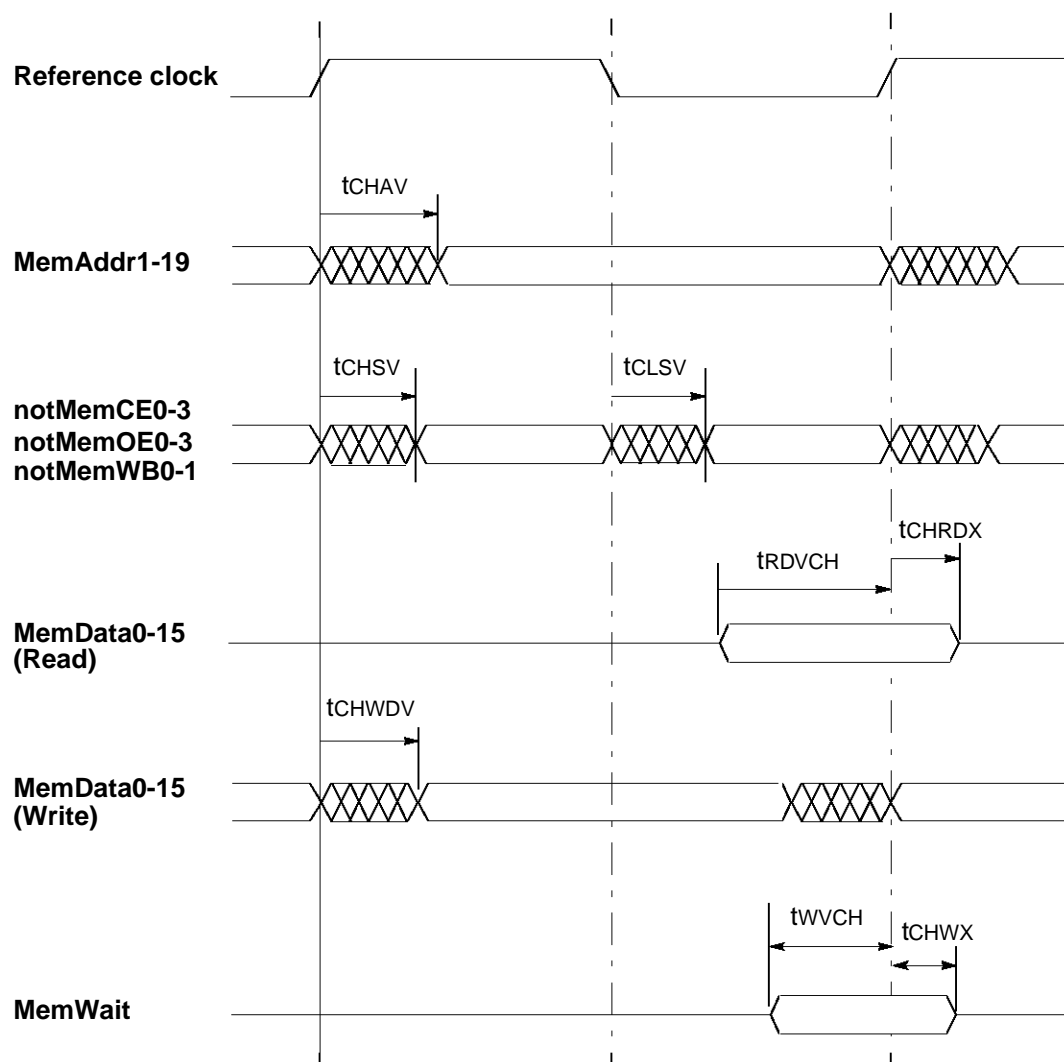 Reference clock
tCHAV
MemAddr1-19
tCHSV
tCLSV
notMemCE0-3
notMemOE0-3
notMemWB0-1
tCHRDX
tRDVCH
MemData0-15
(Read)
tCHWDV
MemData0-15
(Write)
tWVCH
tCHWX
MemWait